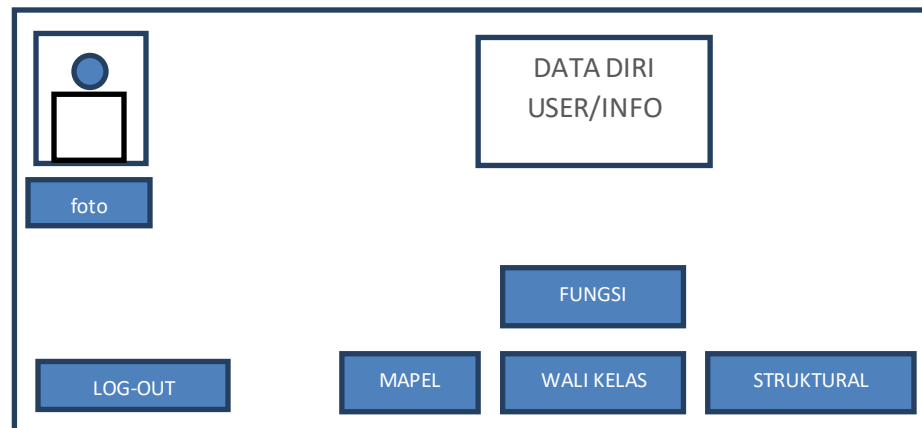 DATA DIRI
USER/INFO
foto
FUNGSI
LOG-OUT
MAPEL
WALI KELAS
STRUKTURAL